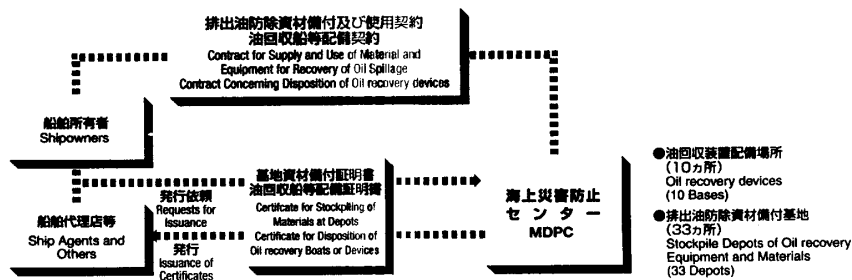 排出油防除資材備付及び使用契約
油回収船等配備契約
Contract for Supply and Use of Material and
Equipment for Recovery of Oil Spillage
Contract Concerning Disposition of Oil recovery devices
船舶所有者
Shipowners
発行依頼
Requests for
Issuance
基地資材備付証明書
油回収船等配備証明書
Certifcate for Stockpiling of
Materials at Depots
Certificate for Disposition of
Oil recovery Boats or Devices
船舶代理店等
Ship Agents and
Others
発行
Issuance of
Certificates
海上災害防止
センター
MDPC
●油回収装置配備場所
(10ヵ所)
Oil recovery devices
(10 Bases)
●排出油防除資材備付基地
(33ヵ所)
Stockpile Depots of Oil recovery
Equipment and Materials
(33 Depots)